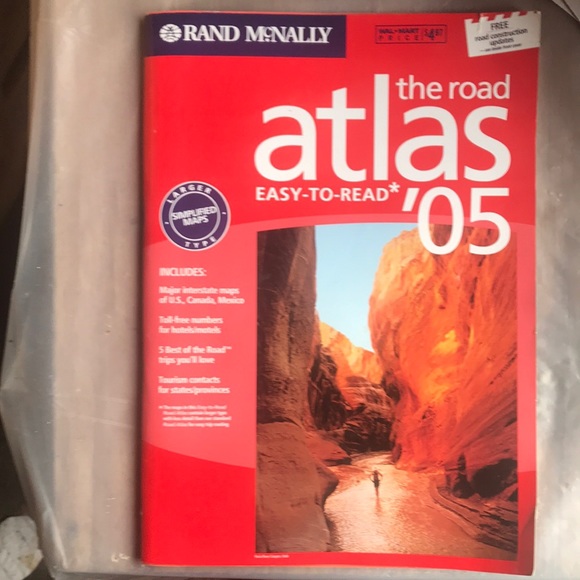 RAND McNALLY
WAL★MART
PRICE
$4.97
FREE
road construction
updates
the road
atlas
EASY-TO-READ*
'05
LARGER
SIMPLIFIED
MAPS
TYPE
INCLUDES:
Major interstate maps
of U.S., Canada, Mexico
Toll-free numbers
for hotels/motels
5 Best of the Road™
trips you'll love
Tourism contacts
for states/provinces